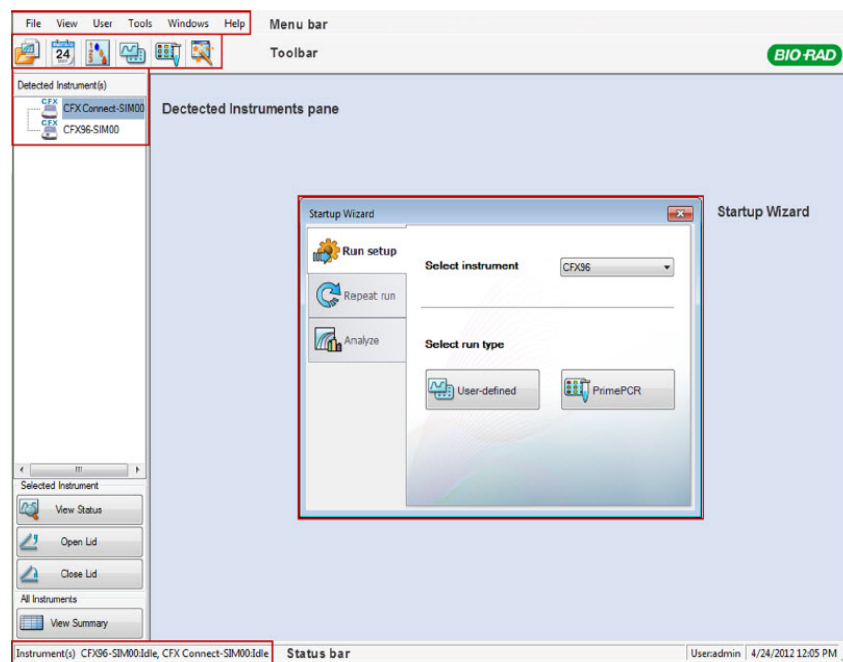 File View User Tools Windows Help Menu bar
24 Toolbar BIO-RAD
Detected Instrument(s)
CFX CFX Connect-SIM00 Dectected Instruments pane
CFX CFX96-SIM00
Startup Wizard Startup Wizard
Run setup
Select instrument CFX96
Repeat run
Analyze Select run type
User-defined PrimePCR
Selected Instrument
View Status
Open Lid
Close Lid
All Instruments
View Summary
Instrument(s) CFX96-SIM00:Idle, CFX Connect-SIM00:Idle Status bar User:admin 4/24/2012 12:05 PM